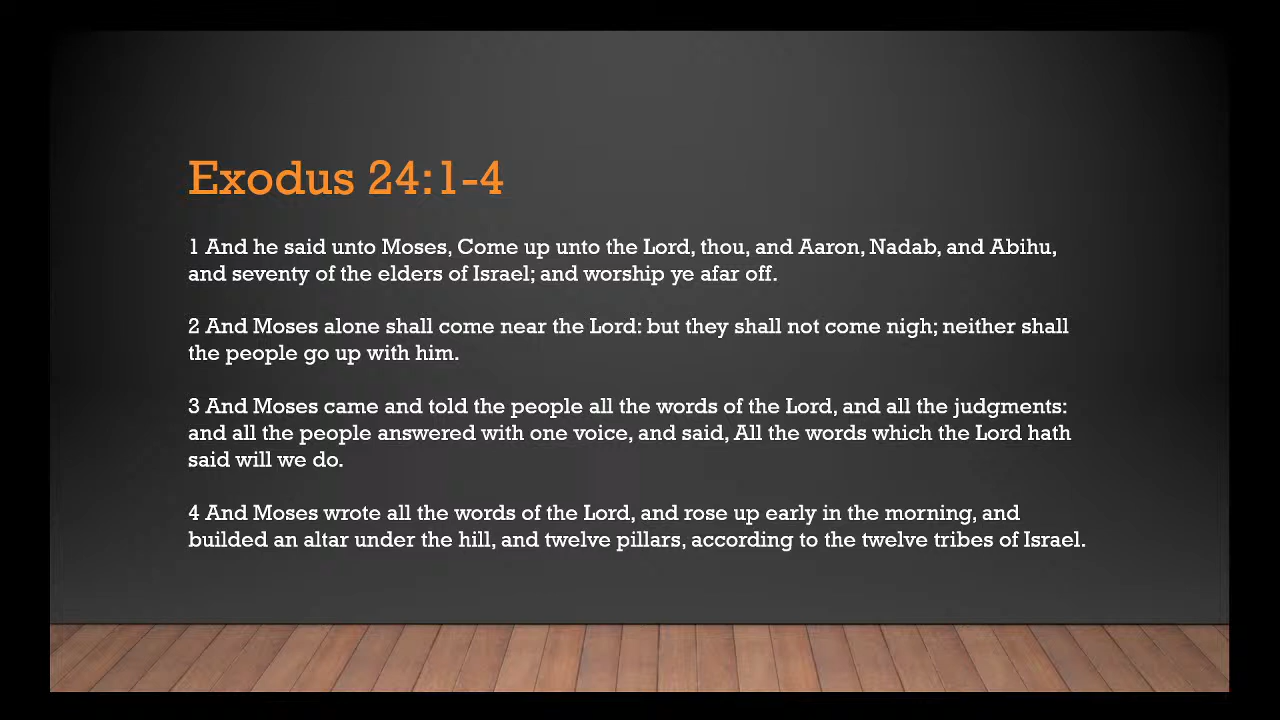 Exodus 24:1-4
1 And he said unto Moses, Come up unto the Lord, thou, and Aaron, Nadab, and Abihu,
and seventy of the elders of Israel; and worship ye afar off.
2 And Moses alone shall come near the Lord: but they shall not come nigh; neither shall
the people go up with him.
3 And Moses came and told the people all the words of the Lord, and all the judgments:
and all the people answered with one voice, and said, All the words which the Lord hath
said will we do.
4 And Moses wrote all the words of the Lord, and rose up early in the morning, and
builded an altar under the hill, and twelve pillars, according to the twelve tribes of Israel.